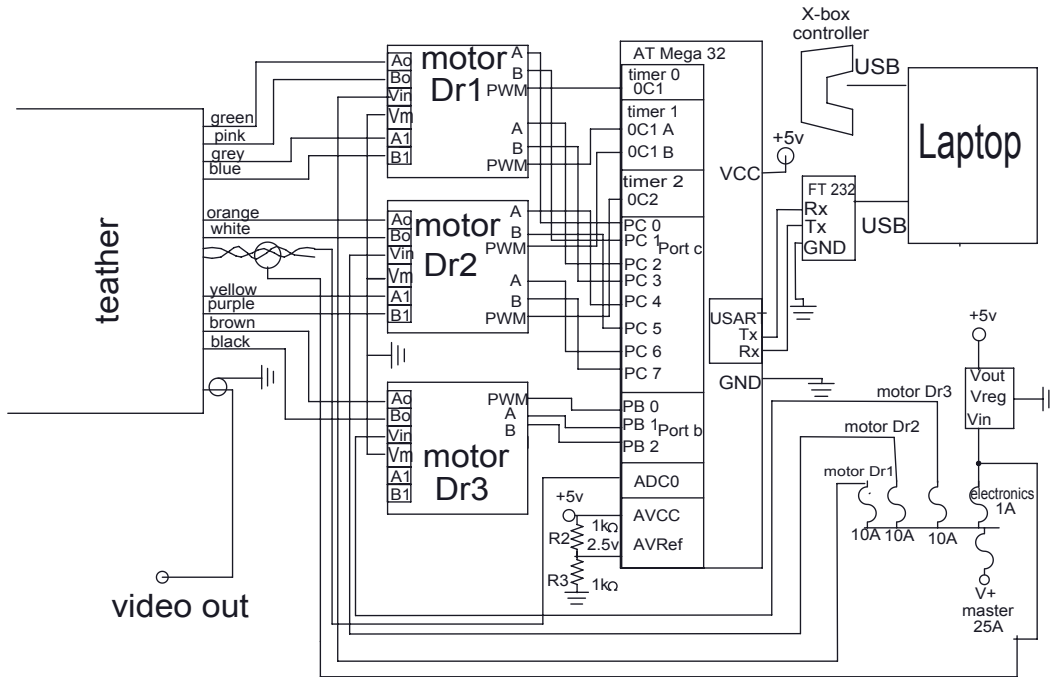 teather
green
pink
grey
blue
orange
white
yellow
purple
brown
black
video out
motor
Dr1
Ao
Bo
Vin
Vm
A1
B1
A
B
PWM
A
B
PWM
motor
Dr2
Ao
Bo
Vin
Vm
A1
B1
A
B
PWM
A
B
PWM
motor
Dr3
Ao
Bo
Vin
Vm
A1
B1
PWM
A
B
AT Mega 32
timer 0
0C1
timer 1
0C1 A
0C1 B
timer 2
0C2
PC 0
PC 1
Port c
PC 2
PC 3
PC 4
PC 5
PC 6
PC 7
PB 0
PB 1
Port b
PB 2
ADC0
AVCC
AVRef
VCC
+5v
USART
Tx
Rx
GND
+5v
R2
1kΩ
2.5v
R3
1kΩ
X-box
controller
USB
Laptop
FT 232
Rx
Tx
GND
USB
+5v
Vout
Vreg
Vin
motor Dr3
motor Dr2
motor Dr1
electronics
1A
10A
10A
10A
V+
master
25A